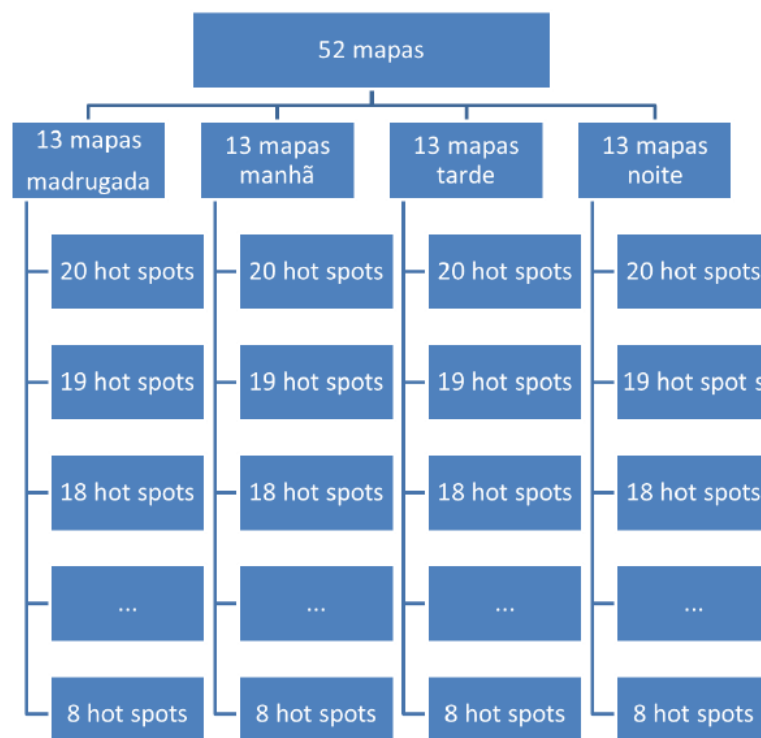 52 mapas
13 mapas
madrugada
13 mapas
manhã
13 mapas
tarde
13 mapas
noite
20 hot spots
20 hot spots
20 hot spots
20 hot spots
19 hot spots
19 hot spots
19 hot spots
19 hot spot s
18 hot spots
18 hot spots
18 hot spots
18 hot spots
...
...
...
...
8 hot spots
8 hot spots
8 hot spots
8 hot spots